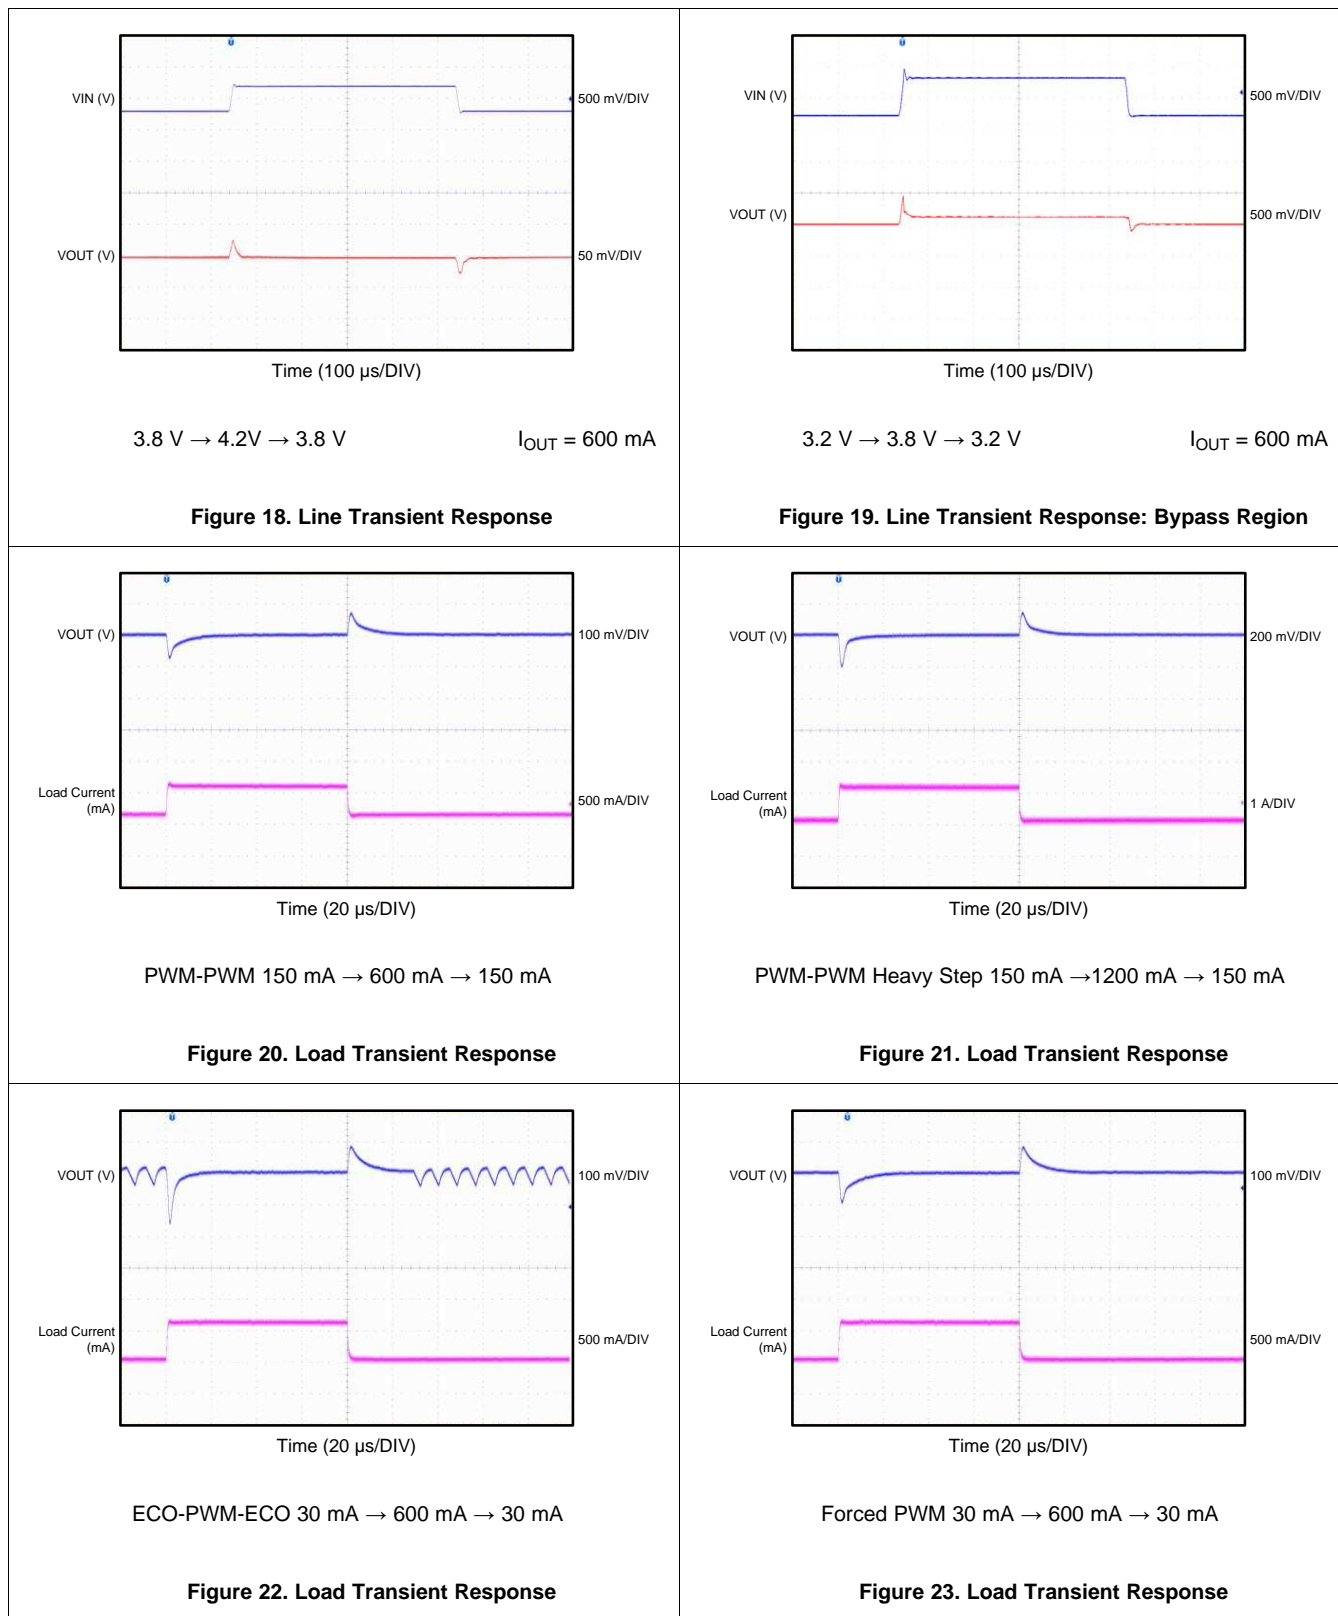 VIN (V)
500 mV/DIV
VOUT (V)
50 mV/DIV
Time (100 µs/DIV)
3.8 V → 4.2V → 3.8 V
I_OUT = 600 mA
Figure 18. Line Transient Response
VIN (V)
500 mV/DIV
VOUT (V)
500 mV/DIV
Time (100 µs/DIV)
3.2 V → 3.8 V → 3.2 V
I_OUT = 600 mA
Figure 19. Line Transient Response: Bypass Region
VOUT (V)
100 mV/DIV
Load Current
(mA)
500 mA/DIV
Time (20 µs/DIV)
PWM-PWM 150 mA → 600 mA → 150 mA
Figure 20. Load Transient Response
VOUT (V)
200 mV/DIV
Load Current
(mA)
1 A/DIV
Time (20 µs/DIV)
PWM-PWM Heavy Step 150 mA →1200 mA → 150 mA
Figure 21. Load Transient Response
VOUT (V)
100 mV/DIV
Load Current
(mA)
500 mA/DIV
Time (20 µs/DIV)
ECO-PWM-ECO 30 mA → 600 mA → 30 mA
Figure 22. Load Transient Response
VOUT (V)
100 mV/DIV
Load Current
(mA)
500 mA/DIV
Time (20 µs/DIV)
Forced PWM 30 mA → 600 mA → 30 mA
Figure 23. Load Transient Response